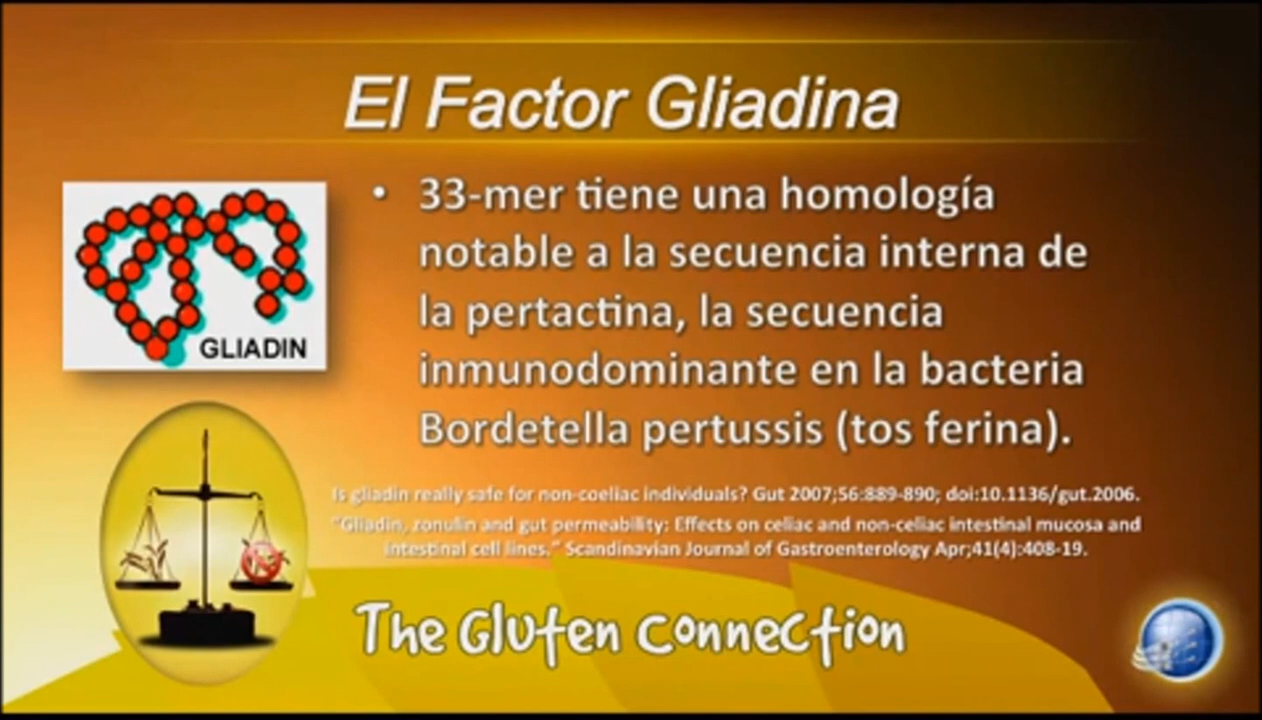 El Factor Gliadina
GLIADIN
• 33-mer tiene una homología
notable a la secuencia interna de
la pertactina, la secuencia
inmunodominante en la bacteria
Bordetella pertussis (tos ferina).
Is gliadin really safe for non-coeliac individuals? Gut 2007;56:889-890; doi:10.1136/gut.2006.
"Gliadin, zonulin and gut permeability: Effects on celiac and non-celiac intestinal mucosa and
intestinal cell lines." Scandinavian Journal of Gastroenterology Apr;41(4):408-19.
The Gluten Connection